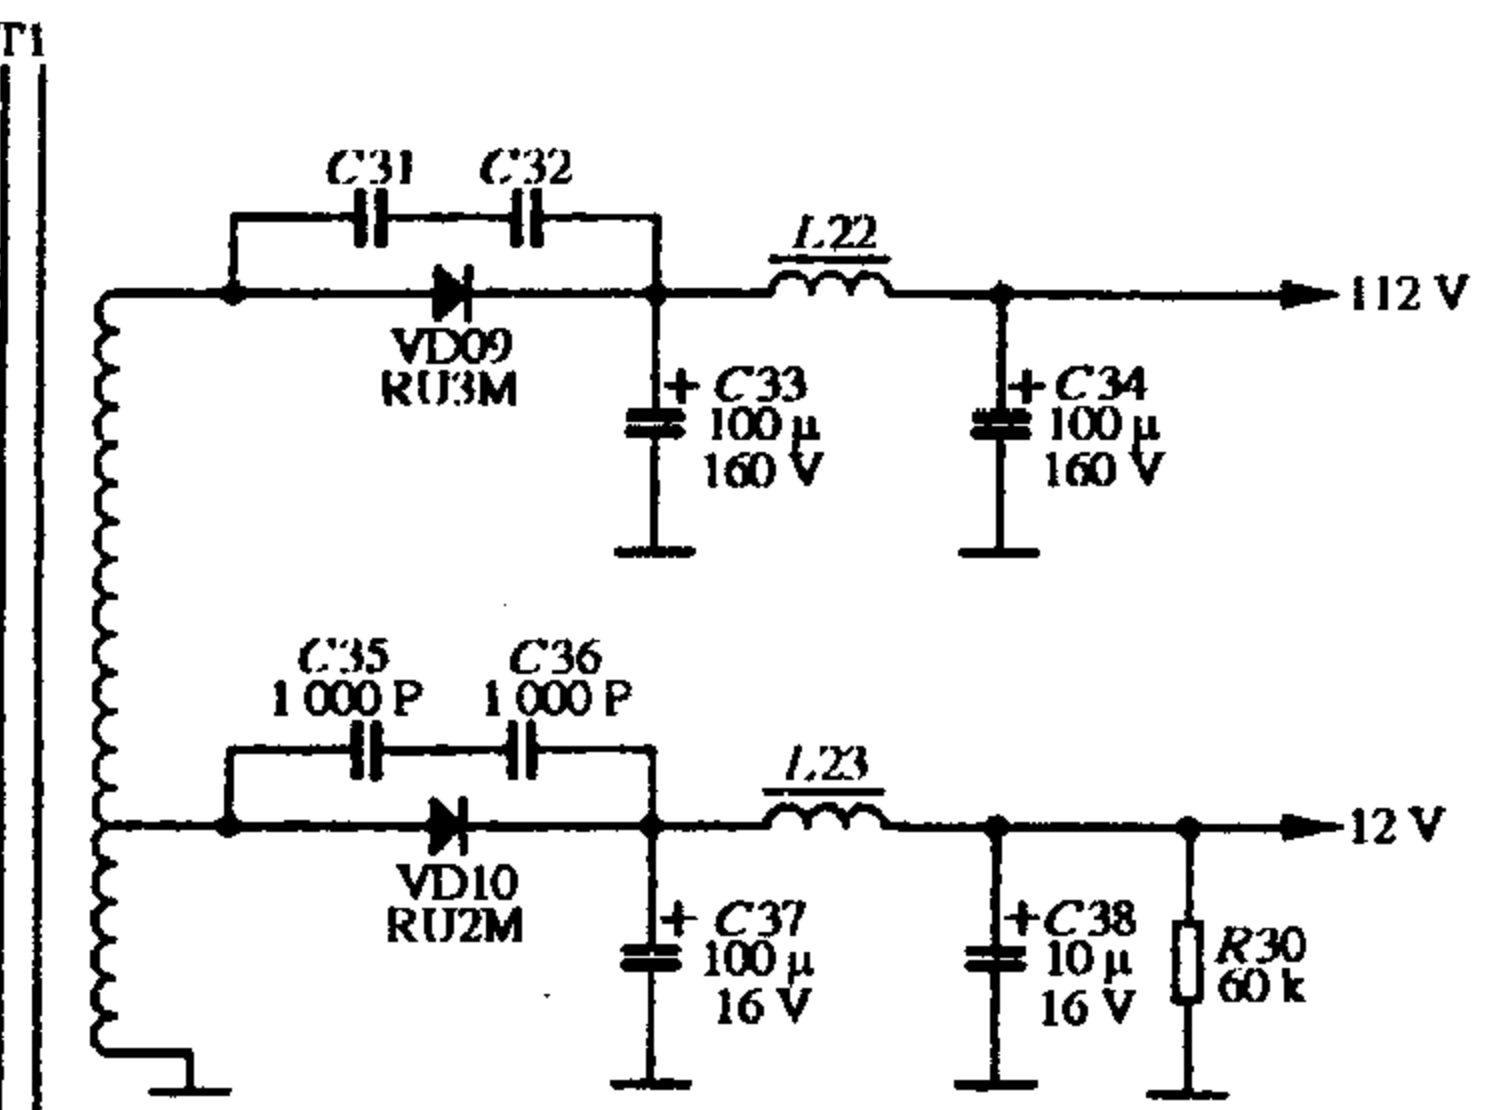 T1
C31
C32
L22
112 V
VD09
RU3M
+ C33
100 μ
160 V
+ C34
100 μ
160 V
C35
1 000 P
C36
1 000 P
L23
12 V
VD10
RU2M
+ C37
100 μ
16 V
+ C38
10 μ
16 V
R30
60 k